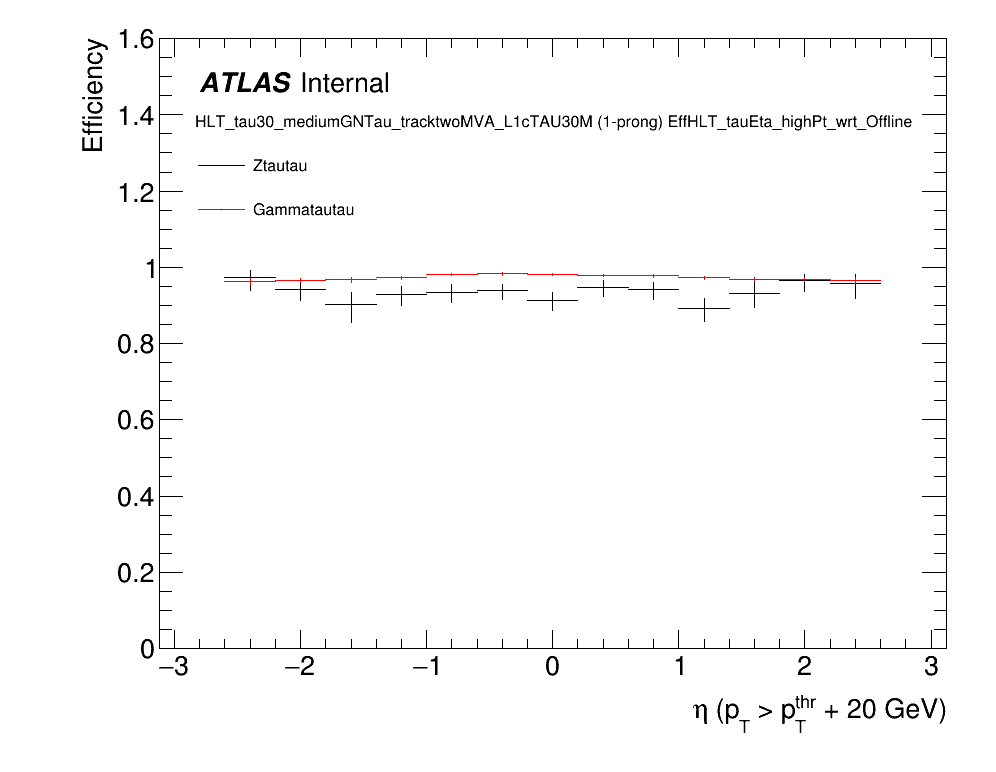 1.6
1.4
1.2
1
0.8
0.6
0.4
0.2
0
Efficiency
ATLAS Internal
HLT_tau30_mediumGNTau_tracktwoMVA_L1cTAU30M (1-prong) EffHLT_tauEta_highPt_wrt_Offline
Ztautau
Gammatautau
−3 −2 −1 0 1 2 3
η (p_T > p_T^thr + 20 GeV)